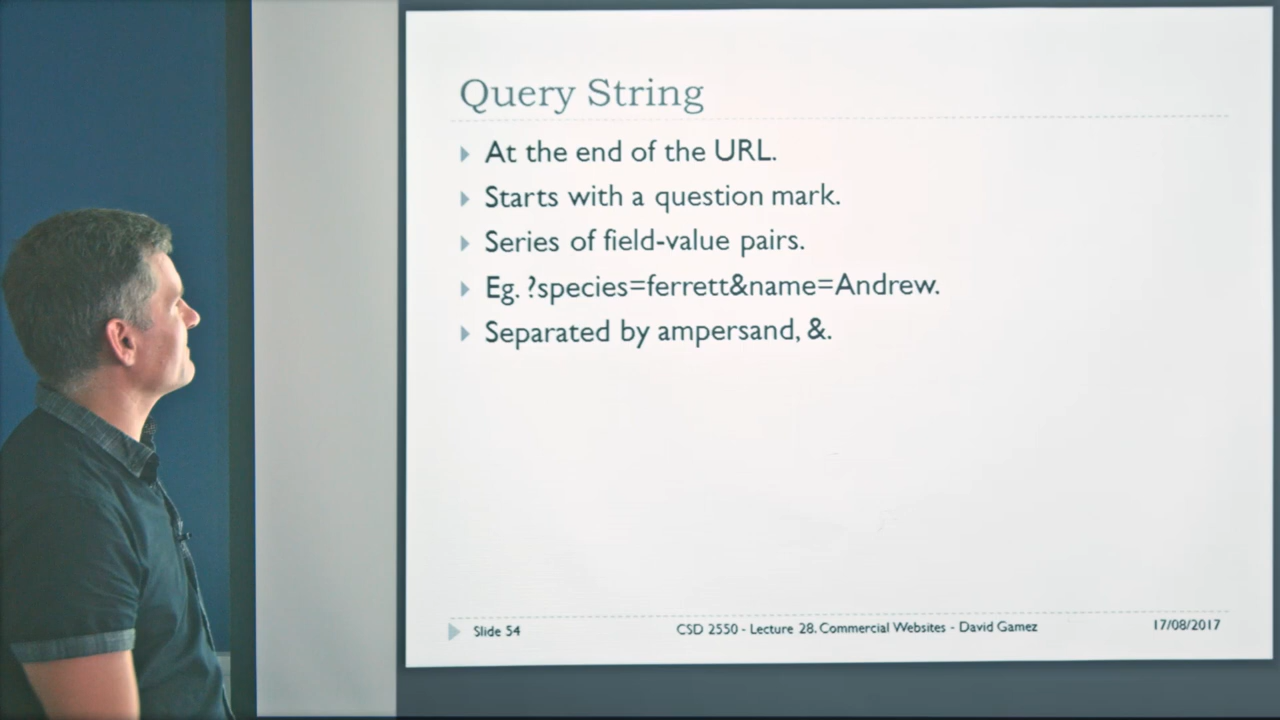 Query String
At the end of the URL.
Starts with a question mark.
Series of field-value pairs.
Eg. ?species=ferrett&name=Andrew.
Separated by ampersand, &.
Slide 54
CSD 2550 - Lecture 28. Commercial Websites - David Gamez
17/08/2017